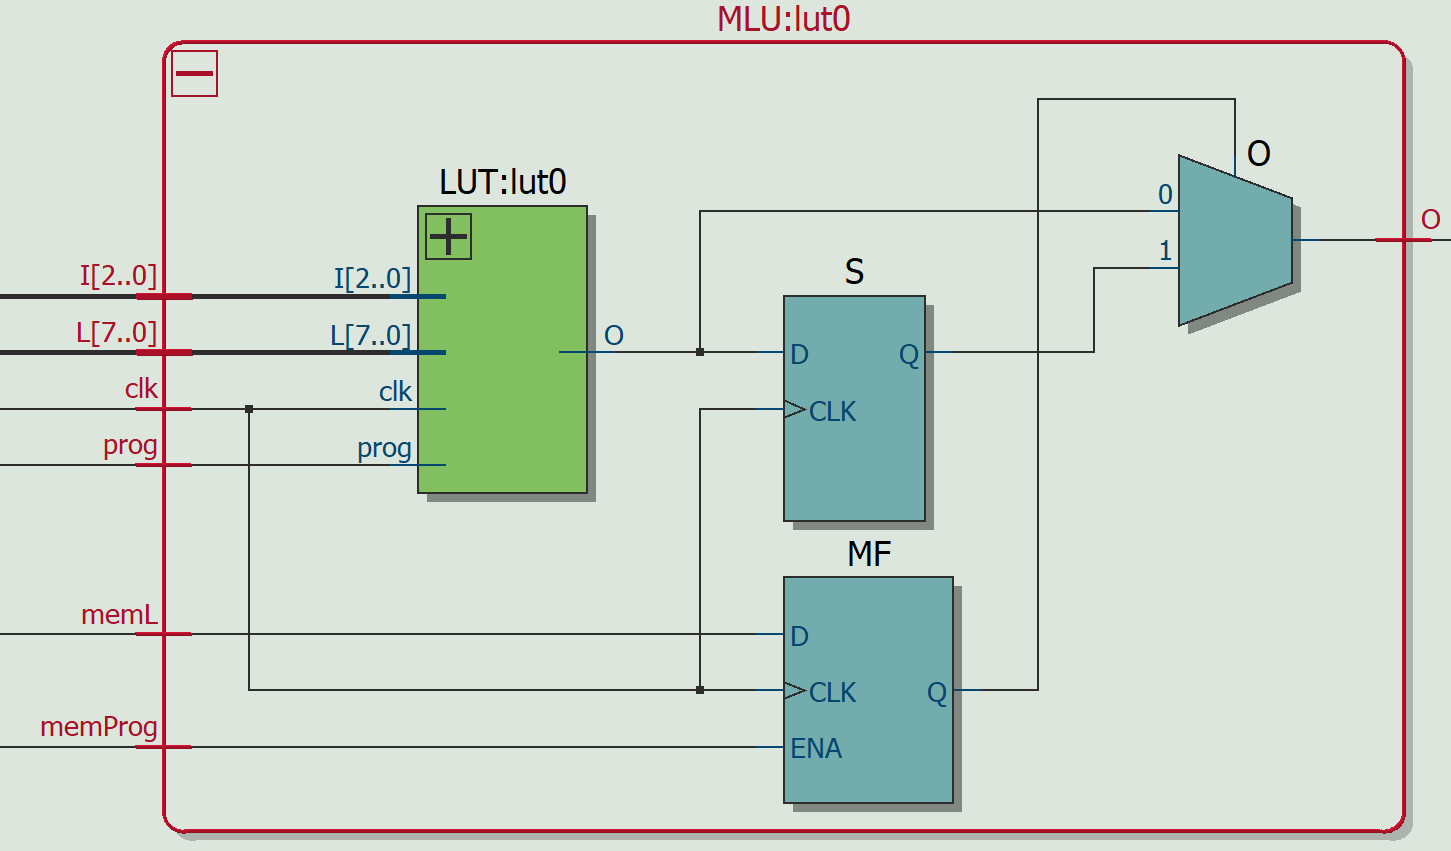 MLU:lut0
O
LUT:lut0
0
O
I[2..0]
I[2..0]
1
S
L[7..0]
L[7..0]
O
D
Q
clk
clk
CLK
prog
prog
MF
memL
D
CLK
Q
memProg
ENA